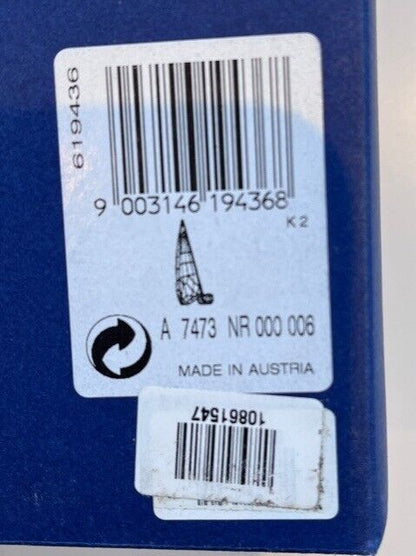 619436
9 003146 194368
K2
A 7473 NR 000 006
MADE IN AUSTRIA
10861547